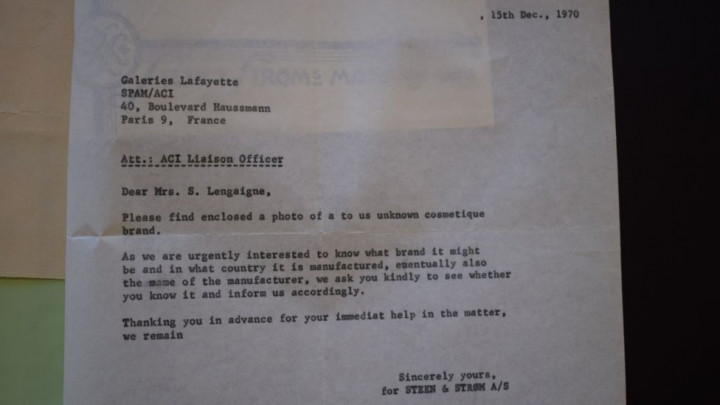 , 15th Dec., 1970
Galeries Lafayette
SPAM/ACI
40, Boulevard Haussmann
Paris 9, France
Att.: ACI Liaison Officer
Dear Mrs. S. Lengaigne,
Please find enclosed a photo of a to us unknown cosmetique
brand.
As we are urgently interested to know what brand it might
be and in what country it is manufactured, eventually also
the name of the manufacturer, we ask you kindly to see whether
you know it and inform us accordingly.
Thanking you in advance for your immediat help in the matter,
we remain
Sincerely yours,
for STEEN & STRØM A/S